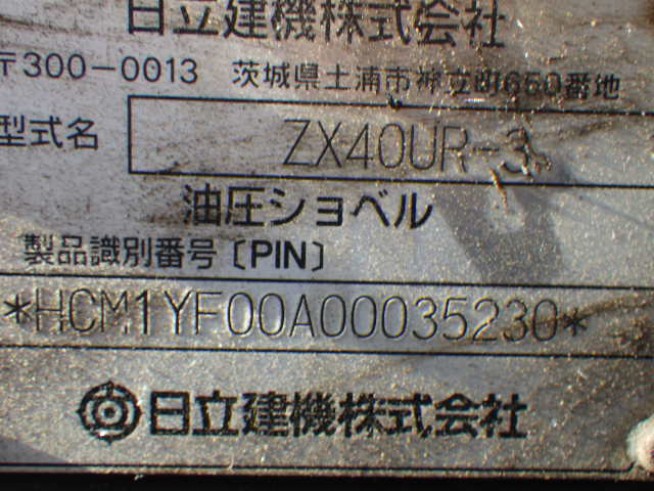 日立建機株式会社
〒300-0013 茨城県土浦市神立町650番地
型式名 ZX40UR-3
油圧ショベル
製品識別番号〔PIN〕
*HCM1YF00A00035230*
日立建機株式会社